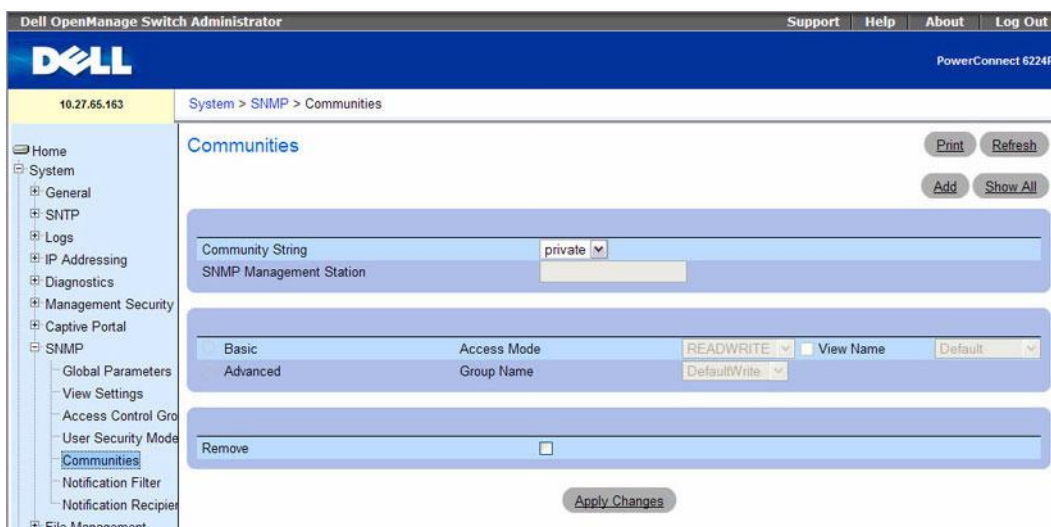 Dell OpenManage Switch Administrator Support Help About Log Out
DELL
PowerConnect 6224P
10.27.65.163
System > SNMP > Communities
Home
System
General
SNTP
Logs
IP Addressing
Diagnostics
Management Security
Captive Portal
SNMP
Global Parameters
View Settings
Access Control Gro
User Security Mode
Communities
Notification Filter
Notification Recipier
File Management
Communities
Print Refresh
Add Show All
Community String private
SNMP Management Station
Basic Access Mode READWRITE View Name Default
Advanced Group Name DefaultWrite
Remove
Apply Changes